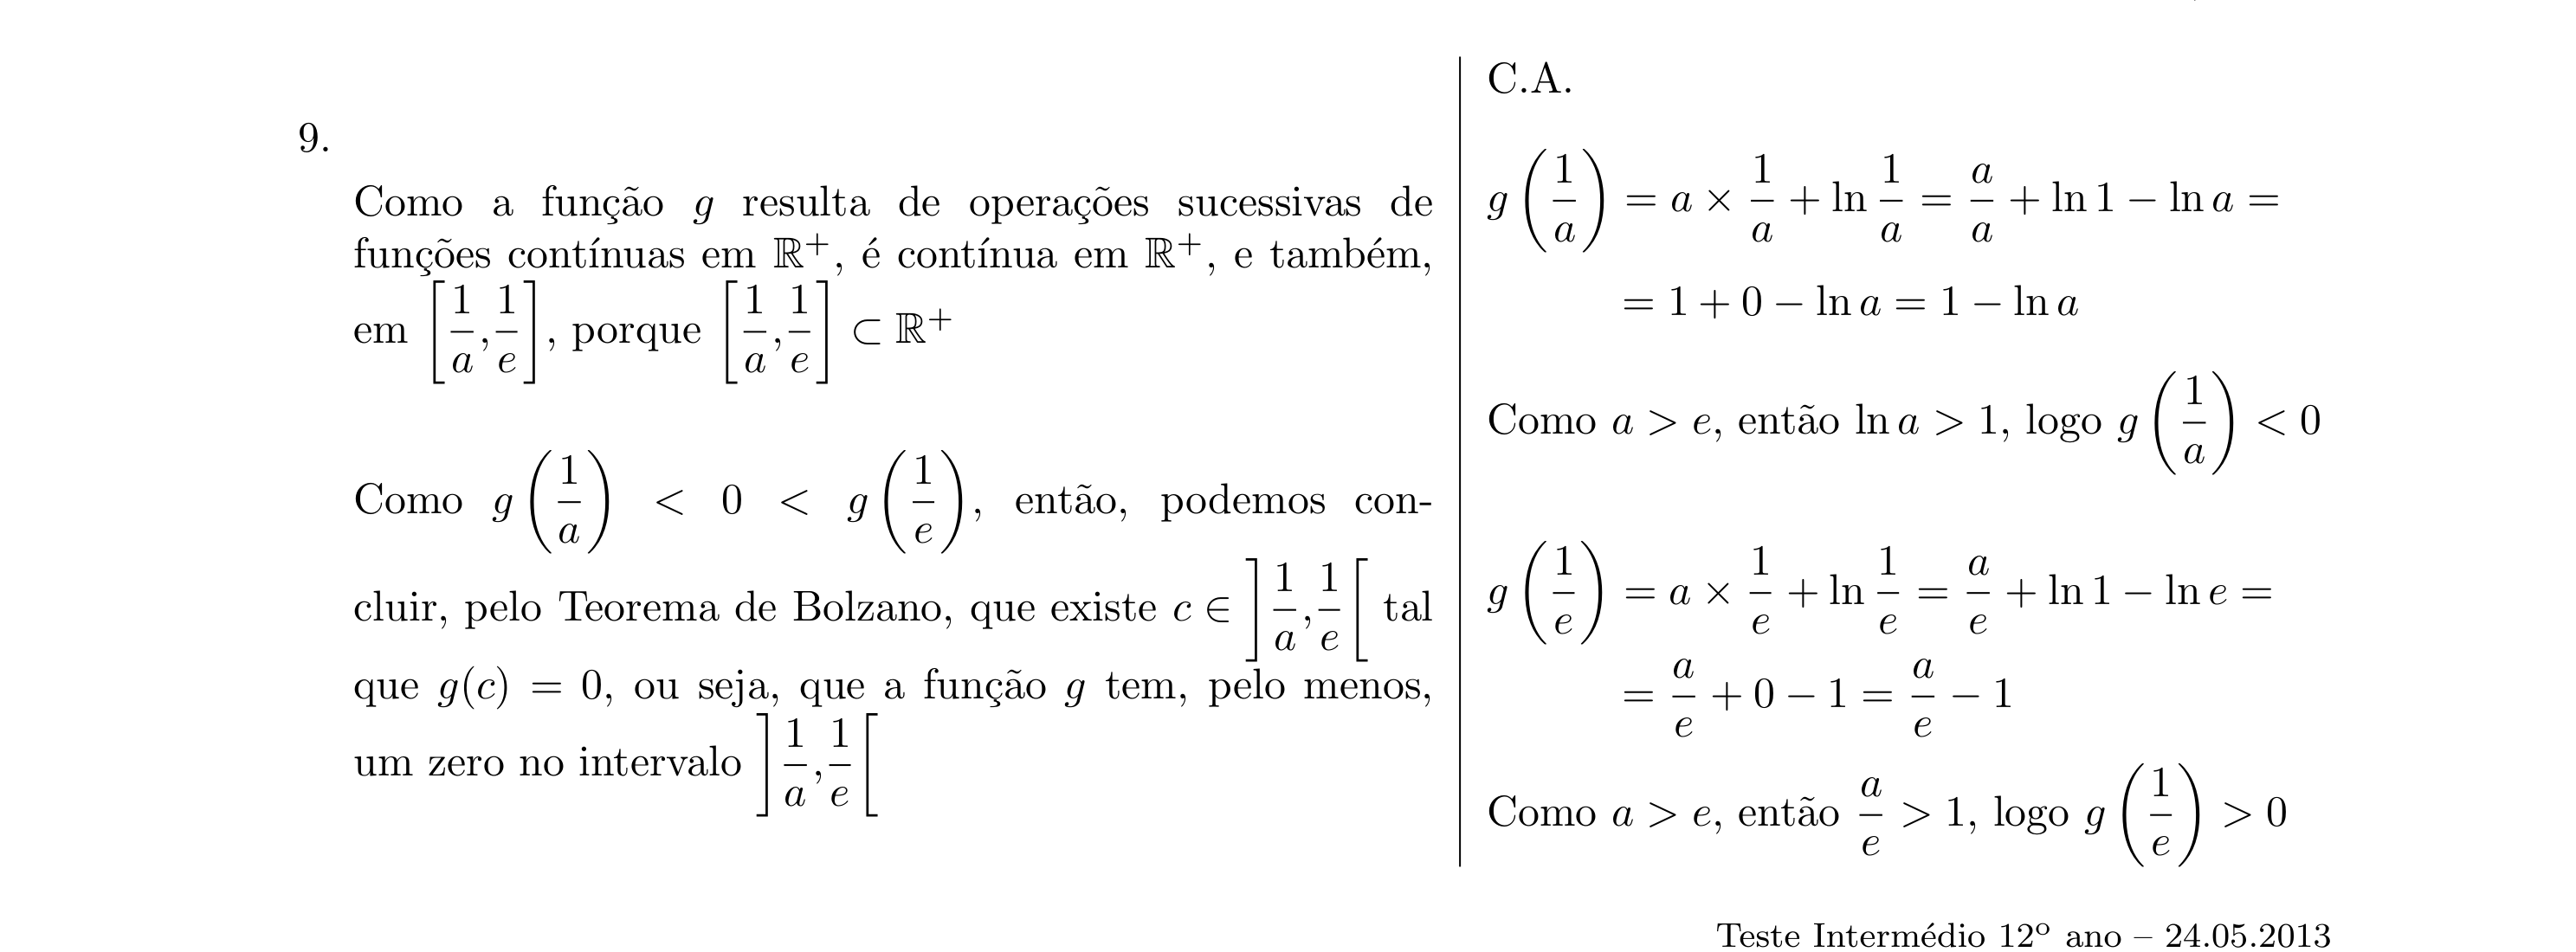 9.
Como a função g resulta de operações sucessivas de
funções contínuas em ℝ⁺, é contínua em ℝ⁺, e também,
em [1/a, 1/e], porque [1/a, 1/e] ⊂ ℝ⁺
Como g(1/a) < 0 < g(1/e), então, podemos con-
cluir, pelo Teorema de Bolzano, que existe c ∈ ]1/a, 1/e[ tal
que g(c) = 0, ou seja, que a função g tem, pelo menos,
um zero no intervalo ]1/a, 1/e[
C.A.
g(1/a) = a × 1/a + ln 1/a = a/a + ln 1 − ln a =
= 1 + 0 − ln a = 1 − ln a
Como a > e, então ln a > 1, logo g(1/a) < 0
g(1/e) = a × 1/e + ln 1/e = a/e + ln 1 − ln e =
= a/e + 0 − 1 = a/e − 1
Como a > e, então a/e > 1, logo g(1/e) > 0
Teste Intermédio 12º ano – 24.05.2013